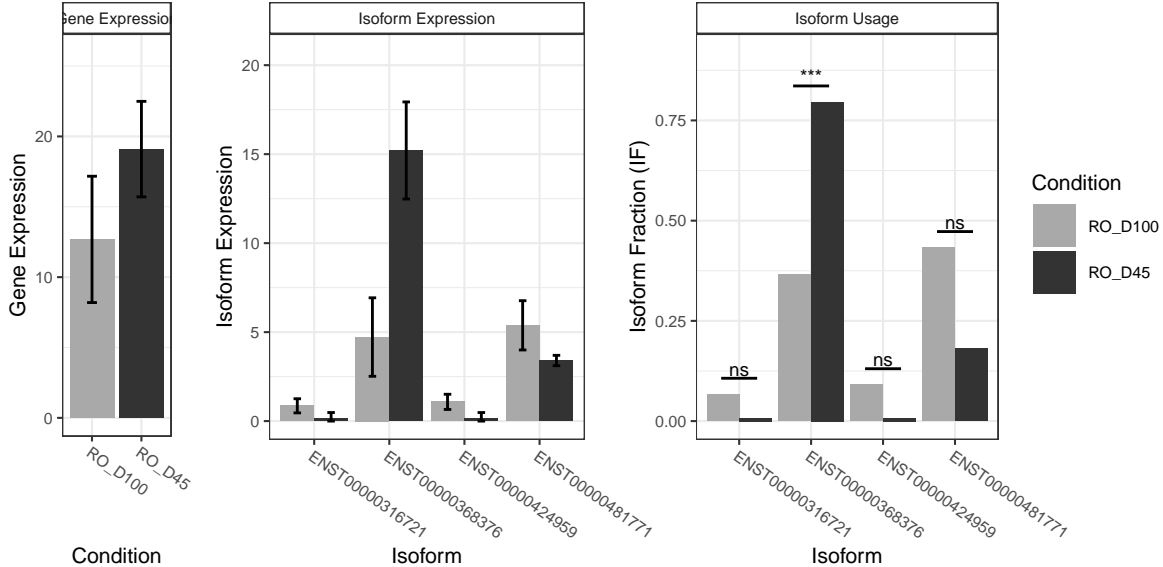 Gene Expression
Isoform Expression
Isoform Usage
Gene Expression
0
10
20
RO_D100
RO_D45
Condition
Isoform Expression
0
5
10
15
20
ENST00000316721
ENST00000368376
ENST00000424959
ENST00000481771
Isoform
Isoform Fraction (IF)
0.00
0.25
0.50
0.75
ns
***
ns
ns
ENST00000316721
ENST00000368376
ENST00000424959
ENST00000481771
Isoform
Condition
RO_D100
RO_D45